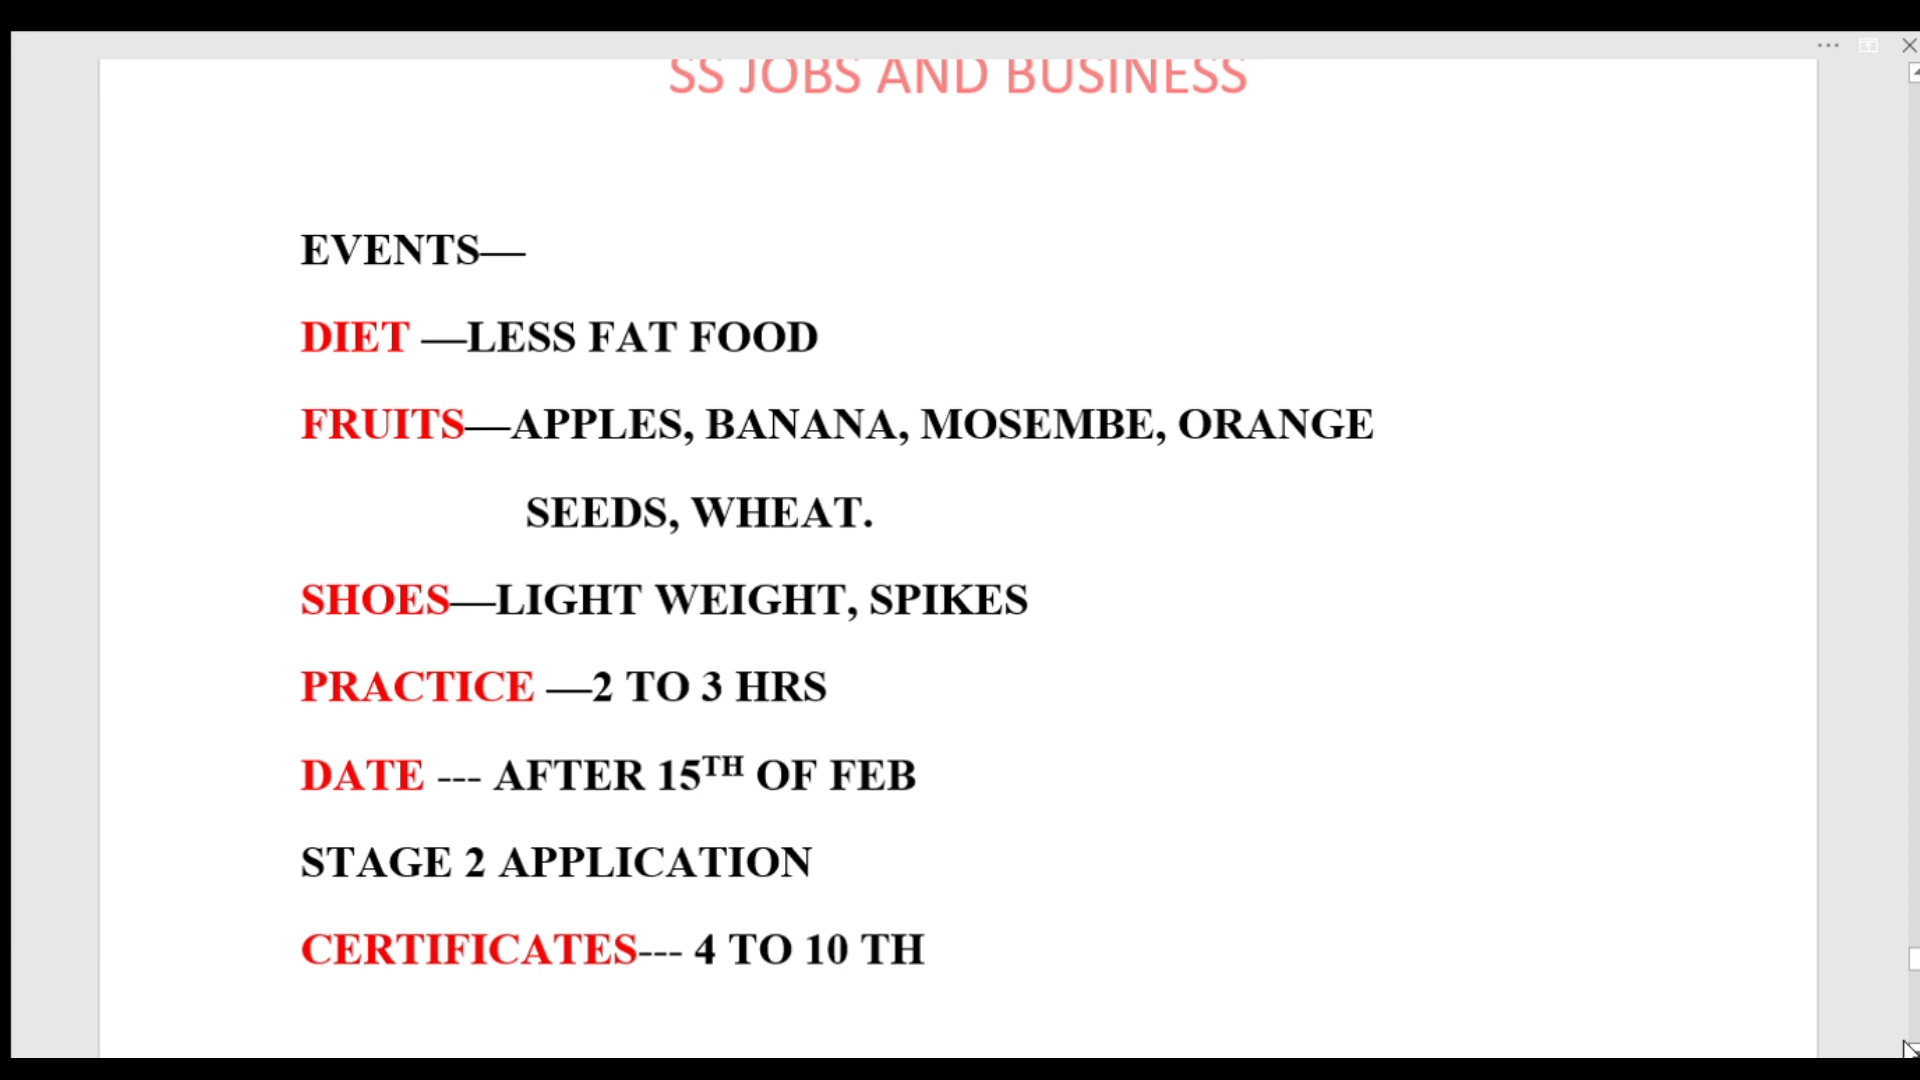 SS JOBS AND BUSINESS
EVENTS—
DIET —LESS FAT FOOD
FRUITS—APPLES, BANANA, MOSEMBE, ORANGE
SEEDS, WHEAT.
SHOES—LIGHT WEIGHT, SPIKES
PRACTICE —2 TO 3 HRS
DATE --- AFTER 15TH OF FEB
STAGE 2 APPLICATION
CERTIFICATES--- 4 TO 10 TH